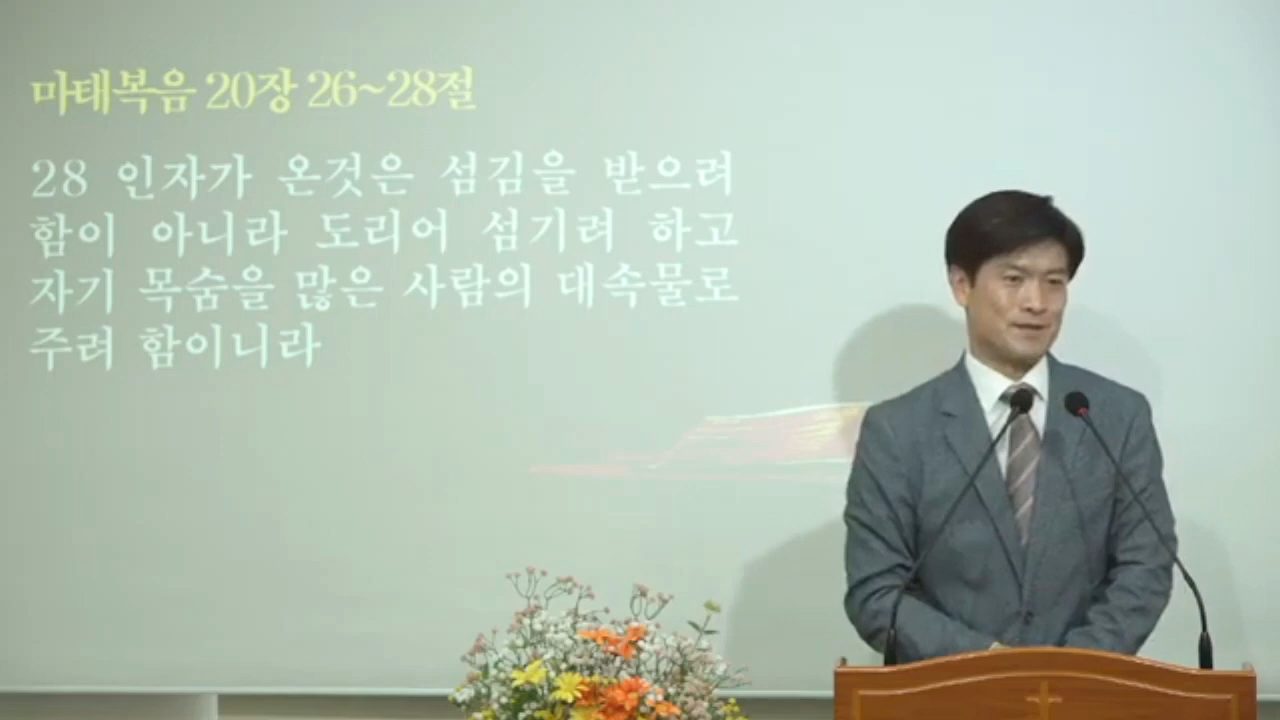 마태복음 20장 26~28절
28 인자가 온것은 섬김을 받으려
함이 아니라 도리어 섬기려 하고
자기 목숨을 많은 사람의 대속물로
주려 함이니라